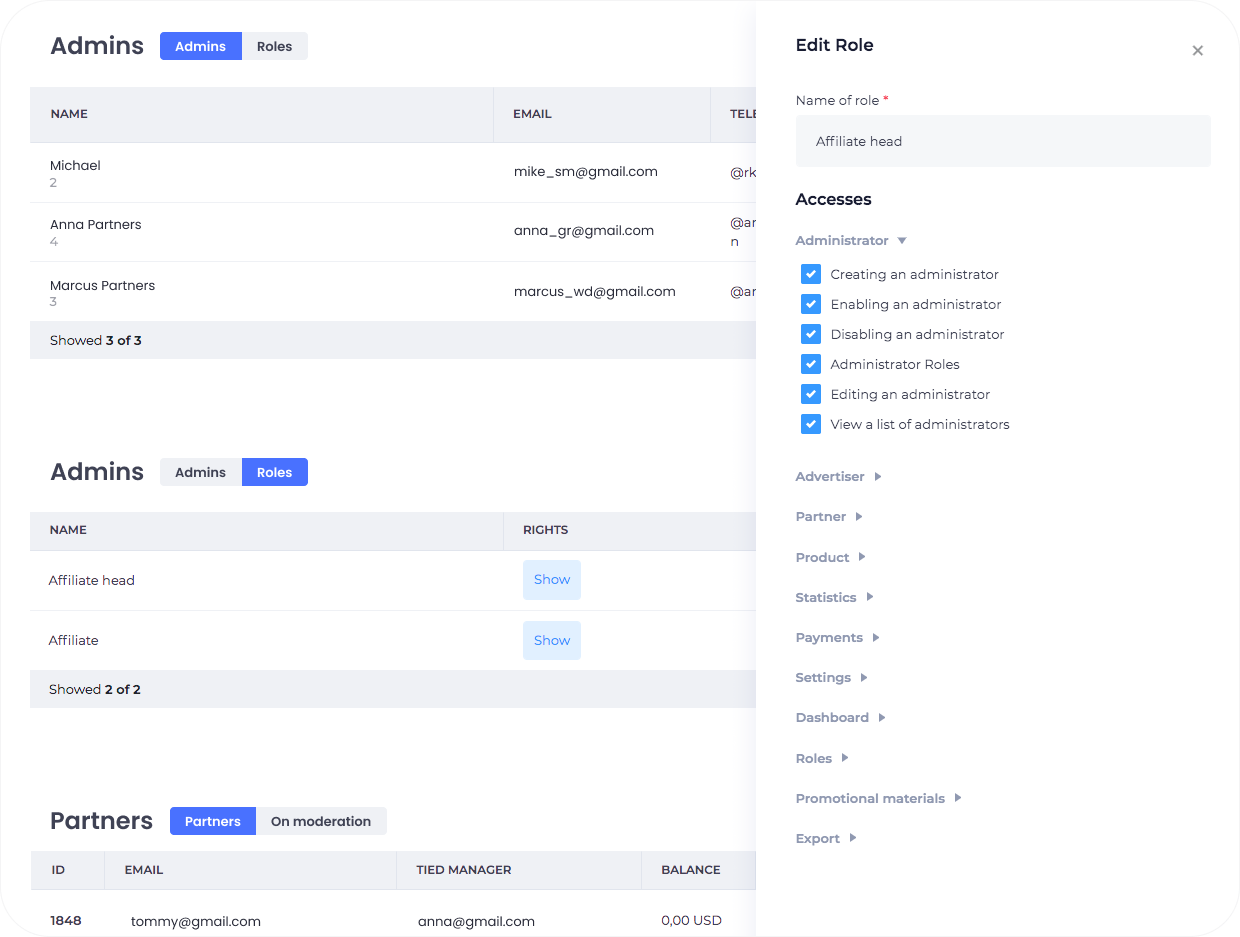 Admins Admins Roles
NAME EMAIL TELE
Michael
2
mike_sm@gmail.com @rk
Anna Partners
4
anna_gr@gmail.com @ar
n
Marcus Partners
3
marcus_wd@gmail.com @ar
Showed 3 of 3
Admins Admins Roles
NAME RIGHTS
Affiliate head Show
Affiliate Show
Showed 2 of 2
Partners Partners On moderation
ID EMAIL TIED MANAGER BALANCE
1848 tommy@gmail.com anna@gmail.com 0,00 USD
Edit Role
Name of role *
Affiliate head
Accesses
Administrator
Creating an administrator
Enabling an administrator
Disabling an administrator
Administrator Roles
Editing an administrator
View a list of administrators
Advertiser
Partner
Product
Statistics
Payments
Settings
Dashboard
Roles
Promotional materials
Export